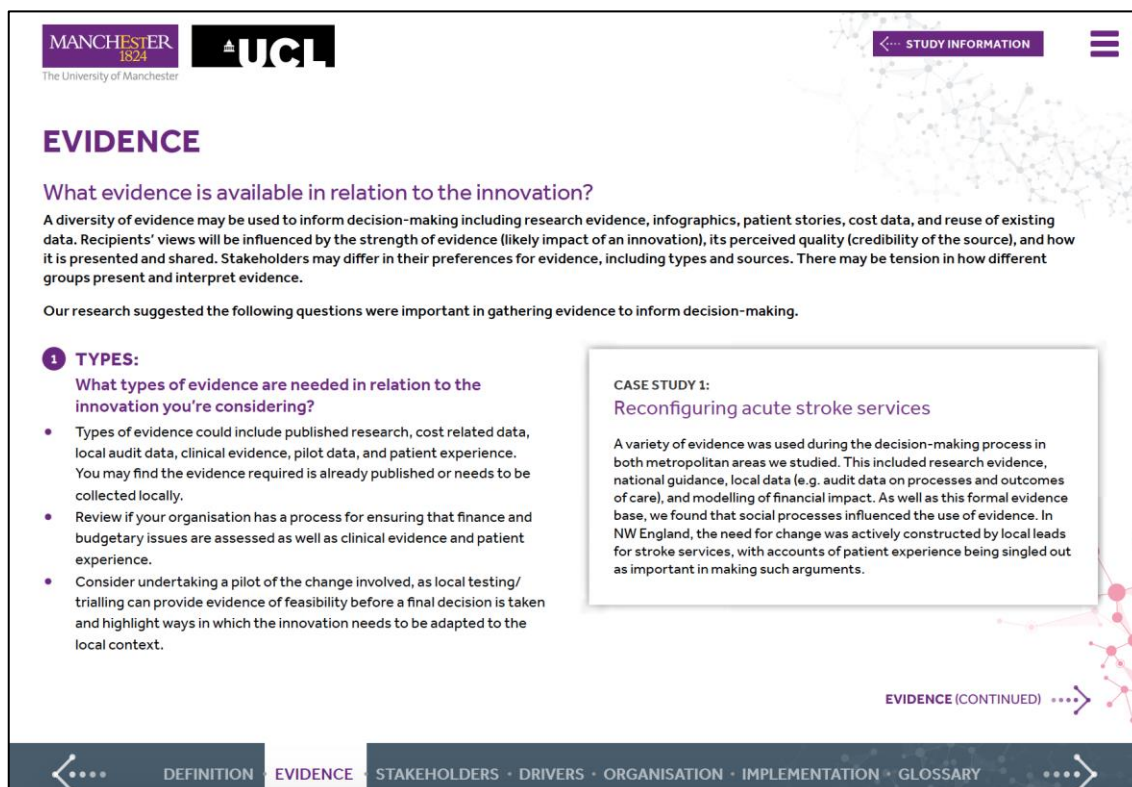 MANCHESTER
1824
The University of Manchester
UCL
STUDY INFORMATION
EVIDENCE
What evidence is available in relation to the innovation?
A diversity of evidence may be used to inform decision-making including research evidence, infographics, patient stories, cost data, and reuse of existing
data. Recipients' views will be influenced by the strength of evidence (likely impact of an innovation), its perceived quality (credibility of the source), and how
it is presented and shared. Stakeholders may differ in their preferences for evidence, including types and sources. There may be tension in how different
groups present and interpret evidence.
Our research suggested the following questions were important in gathering evidence to inform decision-making.
1 TYPES:
What types of evidence are needed in relation to the
innovation you're considering?
• Types of evidence could include published research, cost related data,
local audit data, clinical evidence, pilot data, and patient experience.
You may find the evidence required is already published or needs to be
collected locally.
• Review if your organisation has a process for ensuring that finance and
budgetary issues are assessed as well as clinical evidence and patient
experience.
• Consider undertaking a pilot of the change involved, as local testing/
trialling can provide evidence of feasibility before a final decision is taken
and highlight ways in which the innovation needs to be adapted to the
local context.
CASE STUDY 1:
Reconfiguring acute stroke services
A variety of evidence was used during the decision-making process in
both metropolitan areas we studied. This included research evidence,
national guidance, local data (e.g. audit data on processes and outcomes
of care), and modelling of financial impact. As well as this formal evidence
base, we found that social processes influenced the use of evidence. In
NW England, the need for change was actively constructed by local leads
for stroke services, with accounts of patient experience being singled out
as important in making such arguments.
EVIDENCE (CONTINUED)
DEFINITION • EVIDENCE • STAKEHOLDERS • DRIVERS • ORGANISATION • IMPLEMENTATION • GLOSSARY